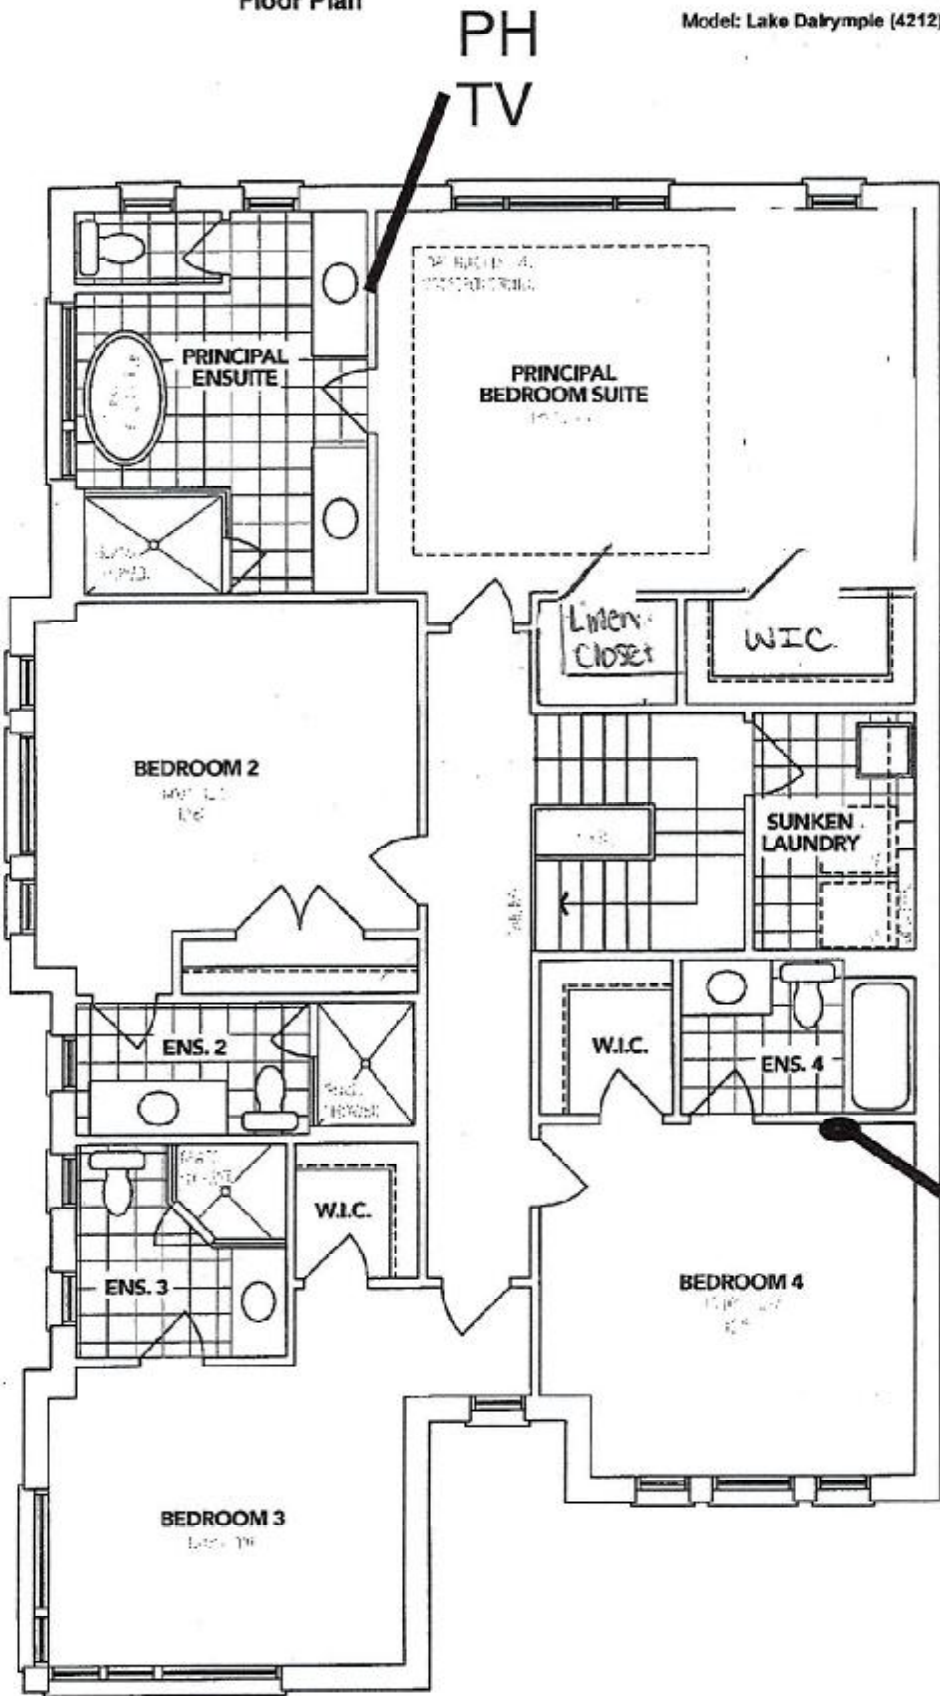 Floor Plan
Model: Lake Dalrymple (4212)
PH
TV
PRINCIPAL
ENSUITE
PRINCIPAL
BEDROOM SUITE
Linen
Closet
WIC
BEDROOM 2
SUNKEN
LAUNDRY
ENS. 2
W.I.C.
ENS. 4
W.I.C.
ENS. 3
BEDROOM 4
BEDROOM 3